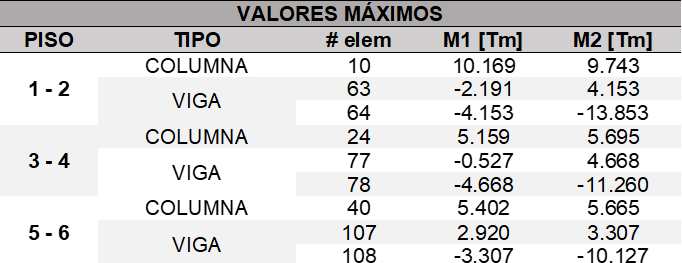 VALORES MÁXIMOS
PISO TIPO # elem M1 [Tm] M2 [Tm]
1 - 2 COLUMNA 10 10.169 9.743
VIGA 63 -2.191 4.153
64 -4.153 -13.853
3 - 4 COLUMNA 24 5.159 5.695
VIGA 77 -0.527 4.668
78 -4.668 -11.260
5 - 6 COLUMNA 40 5.402 5.665
VIGA 107 2.920 3.307
108 -3.307 -10.127